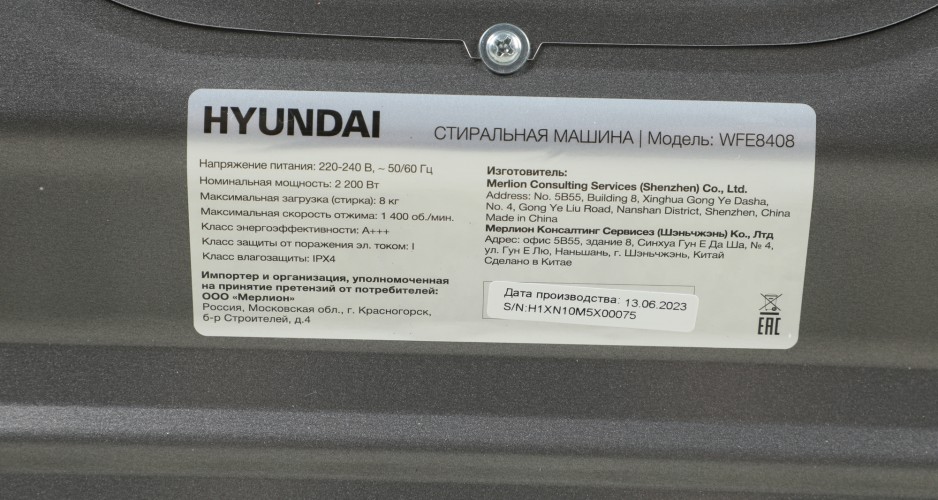 HYUNDAI
СТИРАЛЬНАЯ МАШИНА | Модель: WFE8408
Напряжение питания: 220-240 В, ~ 50/60 Гц
Номинальная мощность: 2 200 Вт
Максимальная загрузка (стирка): 8 кг
Максимальная скорость отжима: 1 400 об./мин.
Класс энергоэффективности: А+++
Класс защиты от поражения эл. током: I
Класс влагозащиты: IPX4
Импортер и организация, уполномоченная
на принятие претензий от потребителей:
ООО «Мерлион»
Россия, Московская обл., г. Красногорск,
б-р Строителей, д.4
Изготовитель:
Merlion Consulting Services (Shenzhen) Co., Ltd.
Address: No. 5B55, Building 8, Xinghua Gong Ye Dasha,
No. 4, Gong Ye Liu Road, Nanshan District, Shenzhen, China
Made in China
Мерлион Консалтинг Сервисез (Шэньчжэнь) Ко., Лтд
Адрес: офис 5B55, здание 8, Синхуа Гун Е Да Ша, № 4,
ул. Гун Е Лю, Наньшань, г. Шэньчжэнь, Китай
Сделано в Китае
Дата производства: 13.06.2023
S/N:H1XN10M5X00075
EAC